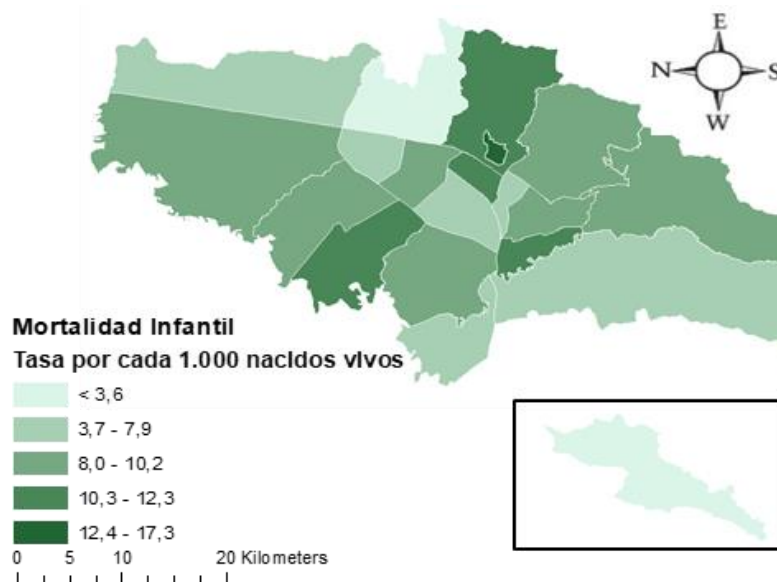 E
N S
W
Mortalidad Infantil
Tasa por cada 1.000 nacidos vivos
< 3,6
3,7 - 7,9
8,0 - 10,2
10,3 - 12,3
12,4 - 17,3
0 5 10 20 Kilometers